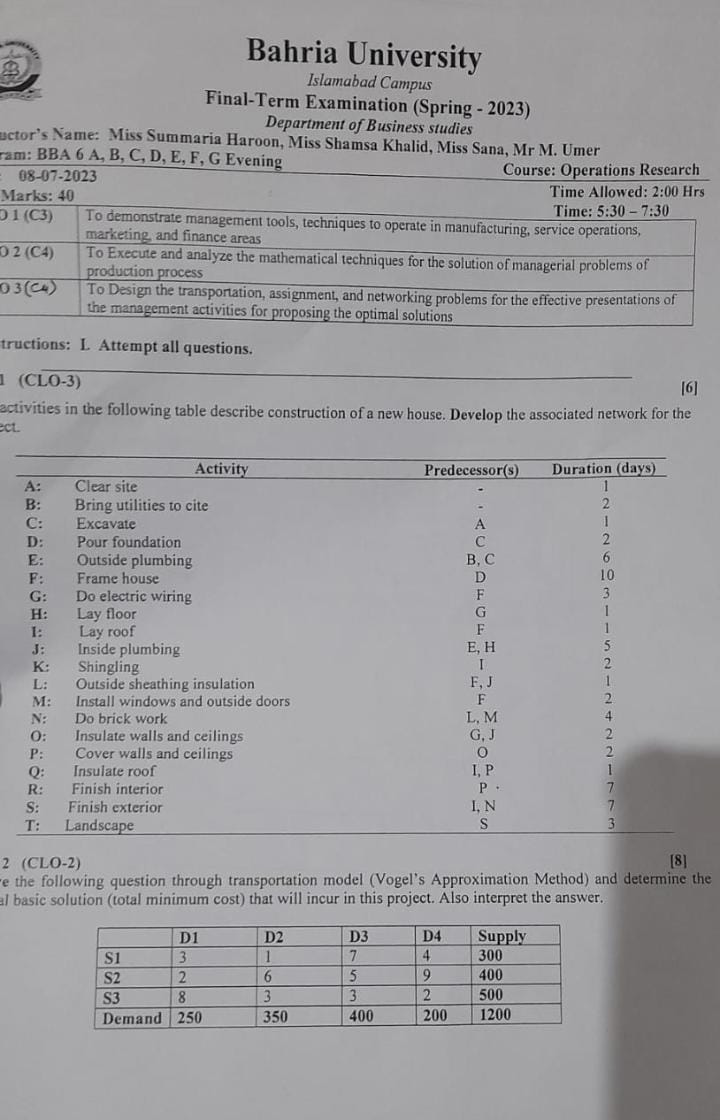 Bahria University
Islamabad Campus
Final-Term Examination (Spring - 2023)
Department of Business studies
uctor's Name: Miss Summaria Haroon, Miss Shamsa Khalid, Miss Sana, Mr M. Umer
ram: BBA 6 A, B, C, D, E, F, G Evening
Course: Operations Research
: 08-07-2023
Time Allowed: 2:00 Hrs
Marks: 40
Time: 5:30 – 7:30
O 1 (C3) To demonstrate management tools, techniques to operate in manufacturing, service operations,
marketing, and finance areas
O 2 (C4) To Execute and analyze the mathematical techniques for the solution of managerial problems of
production process
O 3 (C4) To Design the transportation, assignment, and networking problems for the effective presentations of
the management activities for proposing the optimal solutions
tructions: I. Attempt all questions.
1 (CLO-3)
[6]
activities in the following table describe construction of a new house. Develop the associated network for the
ect.
Activity Predecessor(s) Duration (days)
A: Clear site - 1
B: Bring utilities to cite - 2
C: Excavate A 1
D: Pour foundation C 2
E: Outside plumbing B, C 6
F: Frame house D 10
G: Do electric wiring F 3
H: Lay floor G 1
I: Lay roof F 1
J: Inside plumbing E, H 5
K: Shingling I 2
L: Outside sheathing insulation F, J 1
M: Install windows and outside doors F 2
N: Do brick work L, M 4
O: Insulate walls and ceilings G, J 2
P: Cover walls and ceilings O 2
Q: Insulate roof I, P 1
R: Finish interior P 7
S: Finish exterior I, N 7
T: Landscape S 3
2 (CLO-2) [8]
e the following question through transportation model (Vogel's Approximation Method) and determine the
al basic solution (total minimum cost) that will incur in this project. Also interpret the answer.
D1 D2 D3 D4 Supply
S1 3 1 7 4 300
S2 2 6 5 9 400
S3 8 3 3 2 500
Demand 250 350 400 200 1200